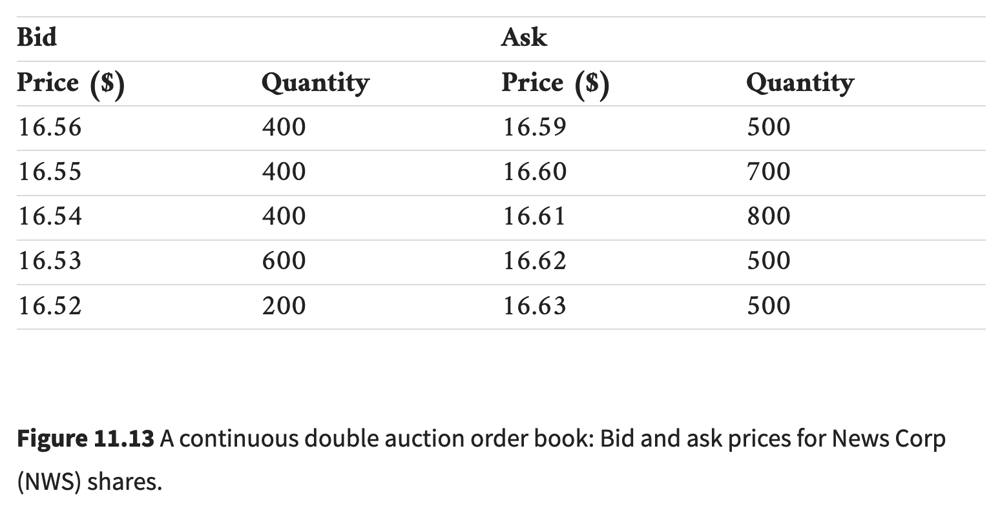 Bid Ask
Price ($) Quantity Price ($) Quantity
16.56 400 16.59 500
16.55 400 16.60 700
16.54 400 16.61 800
16.53 600 16.62 500
16.52 200 16.63 500
Figure 11.13 A continuous double auction order book: Bid and ask prices for News Corp
(NWS) shares.